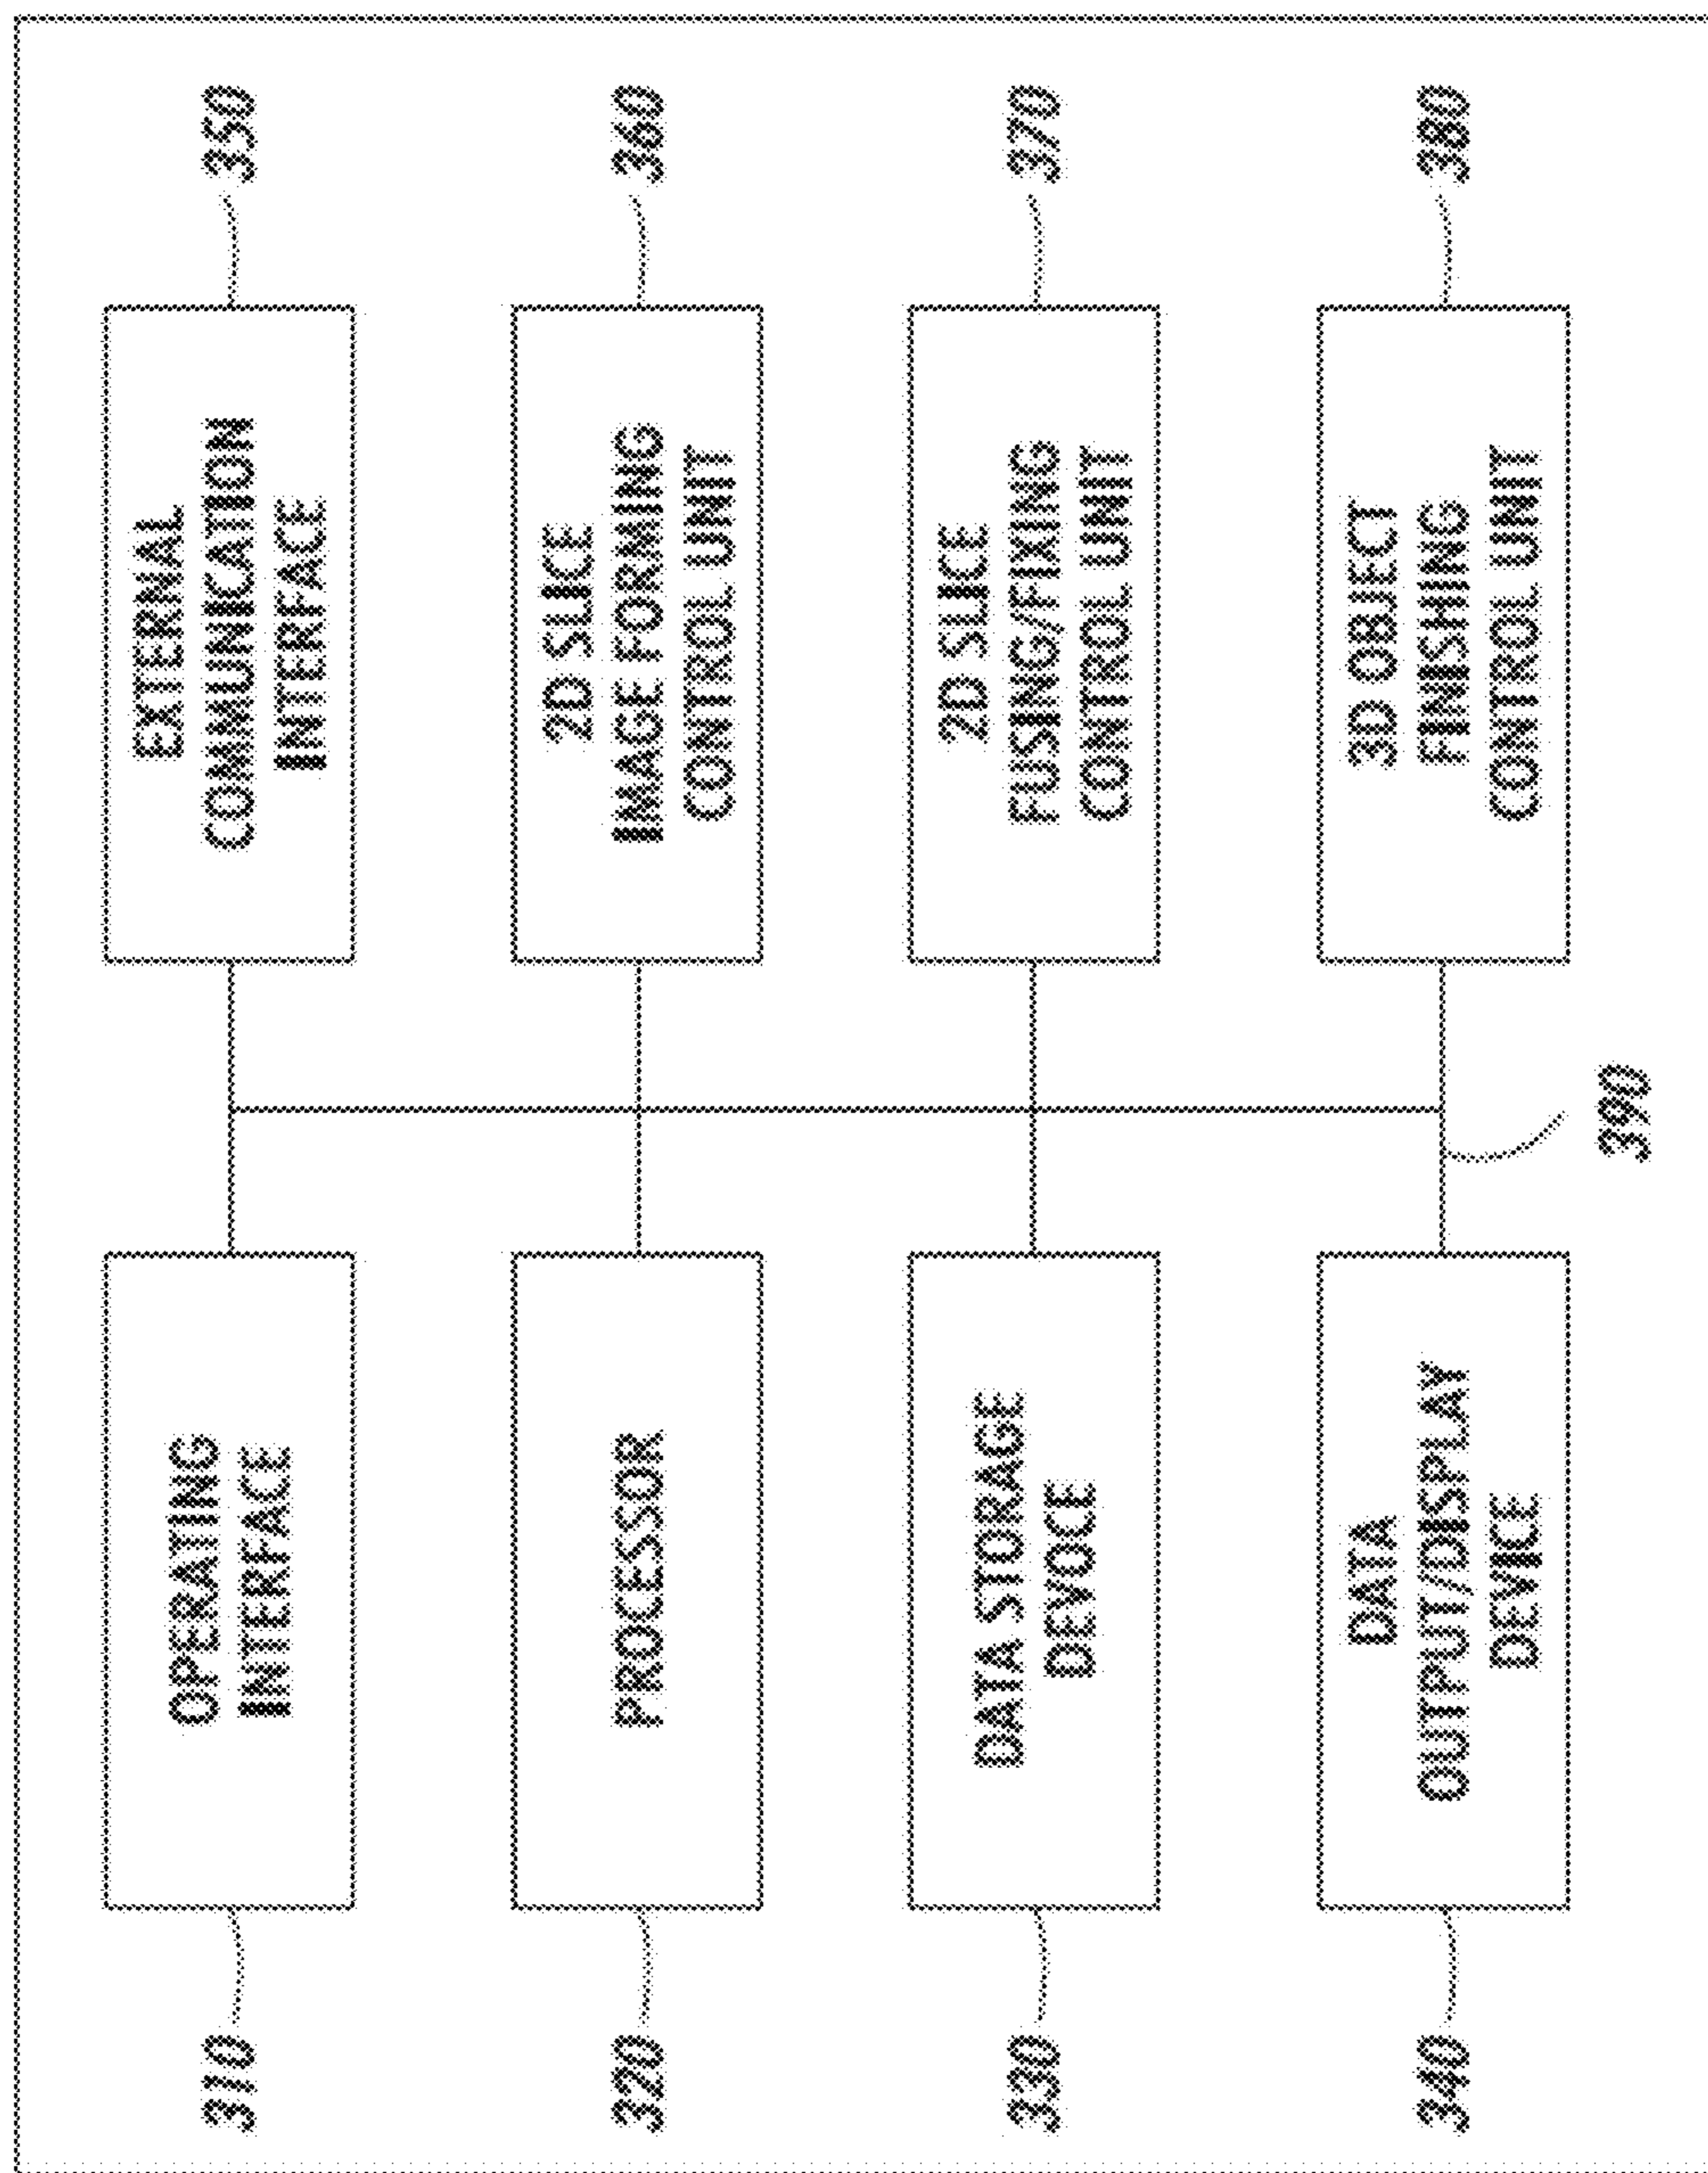 310
OPERATING
INTERFACE
EXTERNAL
COMMUNICATION
INTERFACE
350
320
PROCESSOR
2D SLICE
IMAGE FORMING
CONTROL UNIT
360
330
DATA STORAGE
DEVOCE
2D SLICE
FUSING/FIXING
CONTROL UNIT
370
340
DATA
OUTPUT/DISPLAY
DEVICE
3D OBJECT
FINISHING
CONTROL UNIT
380
390